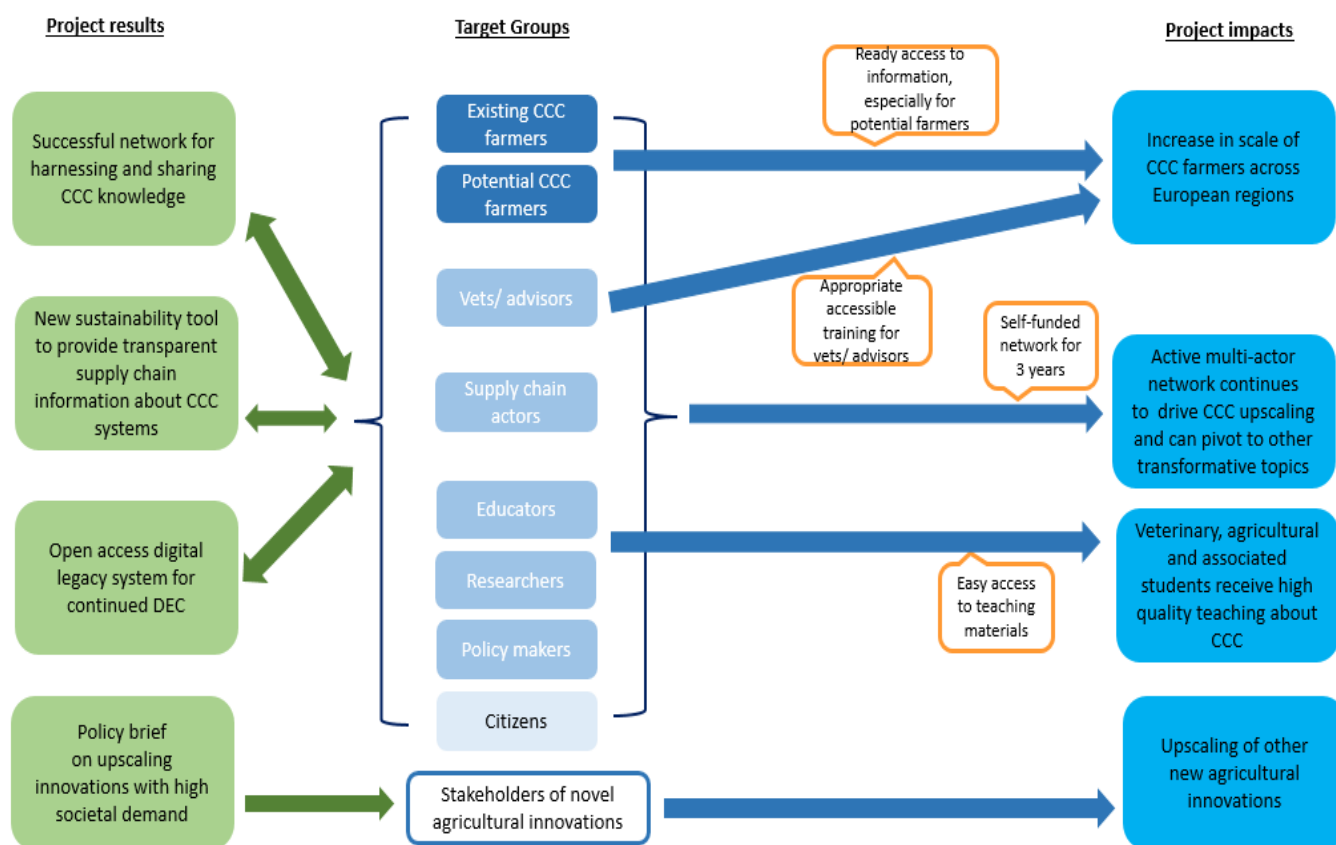 Project results
Successful network for
harnessing and sharing
CCC knowledge
New sustainability tool
to provide transparent
supply chain
information about CCC
systems
Open access digital
legacy system for
continued DEC
Policy brief
on upscaling
innovations with high
societal demand
Target Groups
Existing CCC
farmers
Potential CCC
farmers
Vets/ advisors
Supply chain
actors
Educators
Researchers
Policy makers
Citizens
Stakeholders of novel
agricultural innovations
Ready access to
information,
especially for
potential farmers
Appropriate
accessible
training for
vets/ advisors
Self-funded
network for
3 years
Easy access
to teaching
materials
Project impacts
Increase in scale of
CCC farmers across
European regions
Active multi-actor
network continues
to drive CCC upscaling
and can pivot to other
transformative topics
Veterinary, agricultural
and associated
students receive high
quality teaching about
CCC
Upscaling of other
new agricultural
innovations